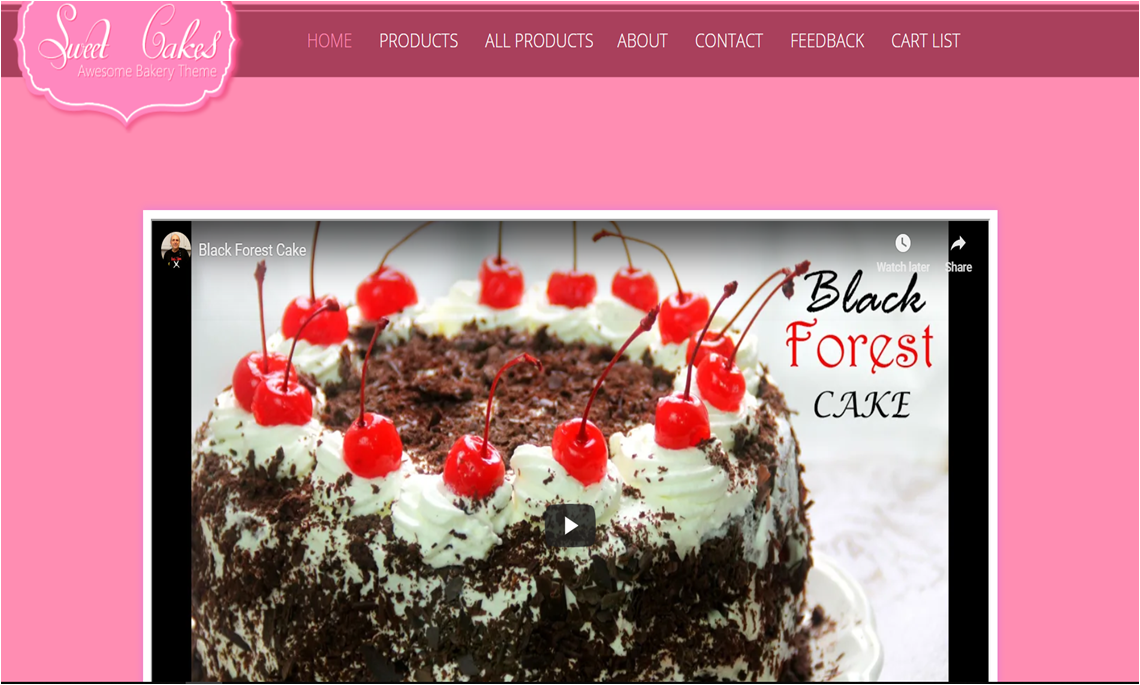 Sweet Cakes
Awesome Bakery Theme
HOME PRODUCTS ALL PRODUCTS ABOUT CONTACT FEEDBACK CART LIST
Black Forest Cake
Watch later Share
Black
Forest
CAKE